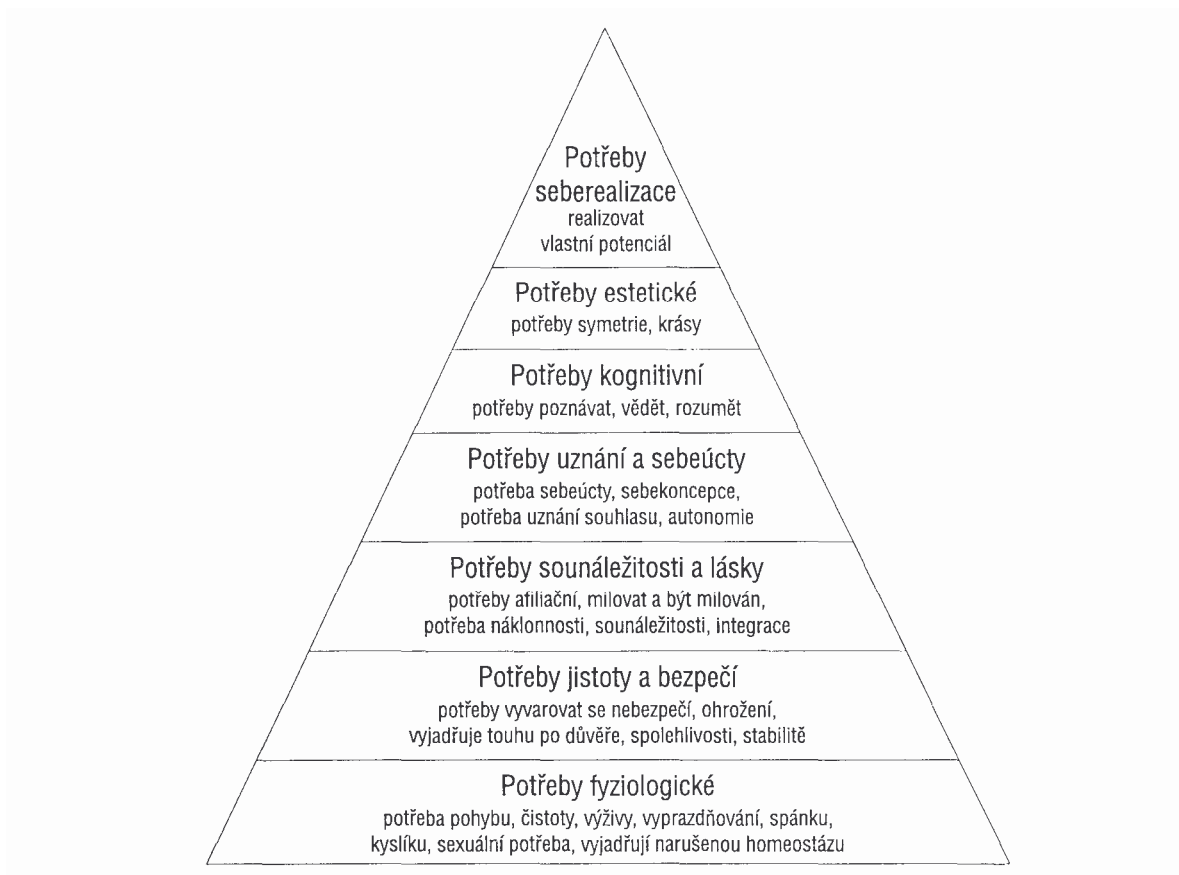 Potřeby
seberealizace
realizovat
vlastní potenciál
Potřeby estetické
potřeby symetrie, krásy
Potřeby kognitivní
potřeby poznávat, vědět, rozumět
Potřeby uznání a sebeúcty
potřeba sebeúcty, sebekoncepce,
potřeba uznání souhlasu, autonomie
Potřeby sounáležitosti a lásky
potřeby afiliační, milovat a být milován,
potřeba náklonnosti, sounáležitosti, integrace
Potřeby jistoty a bezpečí
potřeby vyvarovat se nebezpečí, ohrožení,
vyjadřuje touhu po důvěře, spolehlivosti, stabilitě
Potřeby fyziologické
potřeba pohybu, čistoty, výživy, vyprazdňování, spánku,
kyslíku, sexuální potřeba, vyjadřují narušenou homeostázu